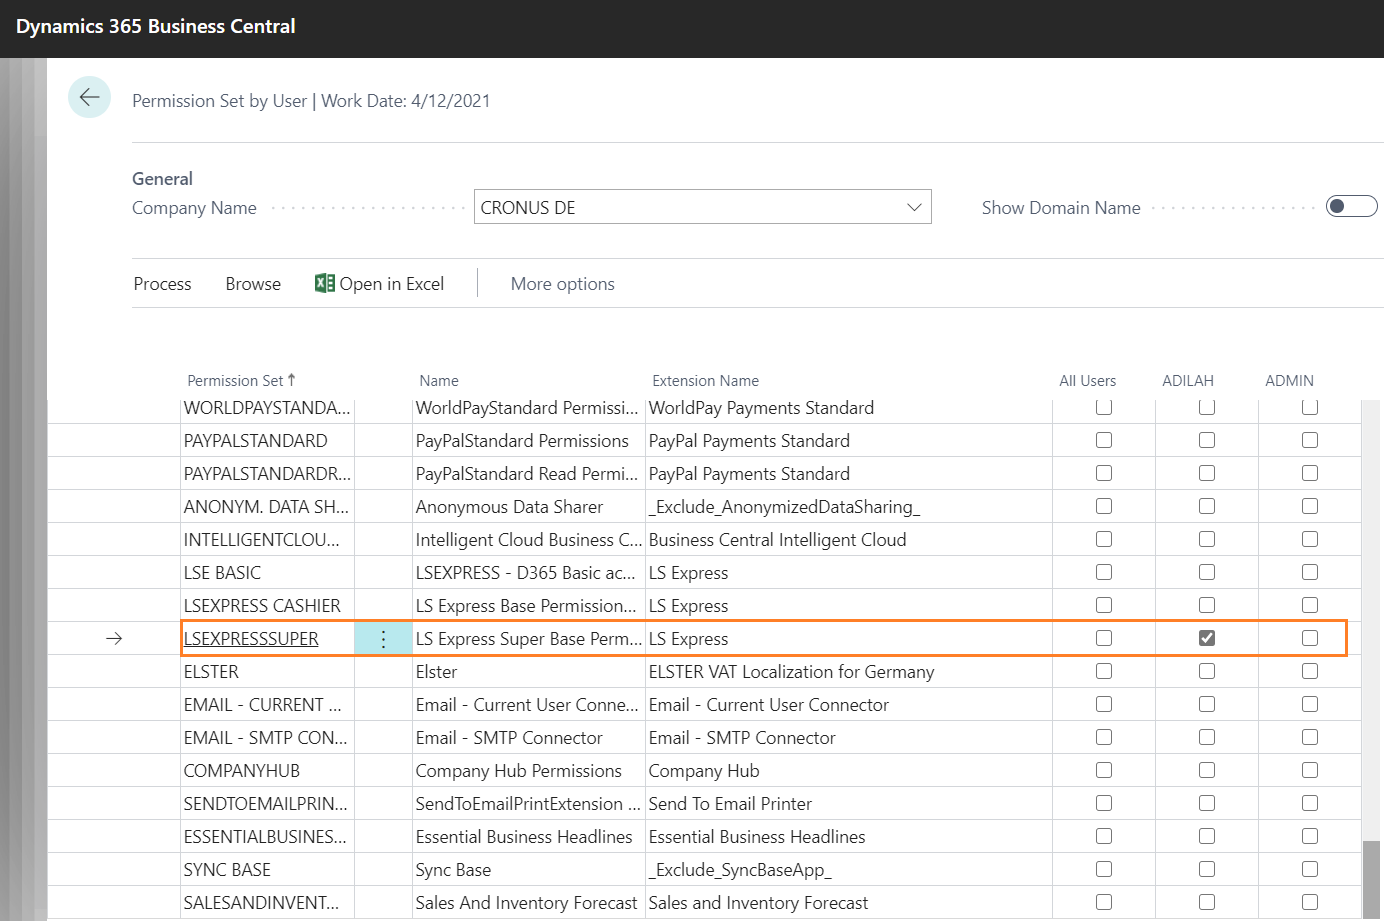 Dynamics 365 Business Central
Permission Set by User | Work Date: 4/12/2021
General
Company Name CRONUS DE Show Domain Name
Process Browse Open in Excel More options
Permission Set ↑ Name Extension Name All Users ADILAH ADMIN
WORLDPAYSTANDA... WorldPayStandard Permissi... WorldPay Payments Standard
PAYPALSTANDARD PayPalStandard Permissions PayPal Payments Standard
PAYPALSTANDARDR... PayPalStandard Read Permi... PayPal Payments Standard
ANONYM. DATA SH... Anonymous Data Sharer _Exclude_AnonymizedDataSharing_
INTELLIGENTCLOU... Intelligent Cloud Business C... Business Central Intelligent Cloud
LSE BASIC LSEXPRESS - D365 Basic ac... LS Express
LSEXPRESS CASHIER LS Express Base Permission... LS Express
LSEXPRESSSUPER LS Express Super Base Perm... LS Express
ELSTER Elster ELSTER VAT Localization for Germany
EMAIL - CURRENT ... Email - Current User Conne... Email - Current User Connector
EMAIL - SMTP CON... Email - SMTP Connector Email - SMTP Connector
COMPANYHUB Company Hub Permissions Company Hub
SENDTOEMAILPRIN... SendToEmailPrintExtension ... Send To Email Printer
ESSENTIALBUSINES... Essential Business Headlines Essential Business Headlines
SYNC BASE Sync Base _Exclude_SyncBaseApp_
SALESANDINVENT... Sales And Inventory Forecast Sales and Inventory Forecast